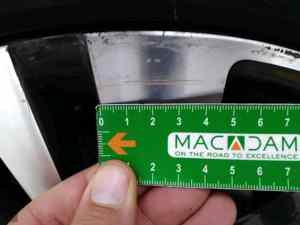 0 1 2 3 4 5 6 7
MACADAM
ON THE ROAD TO EXCELLENCE
2 3 4 5 6 7